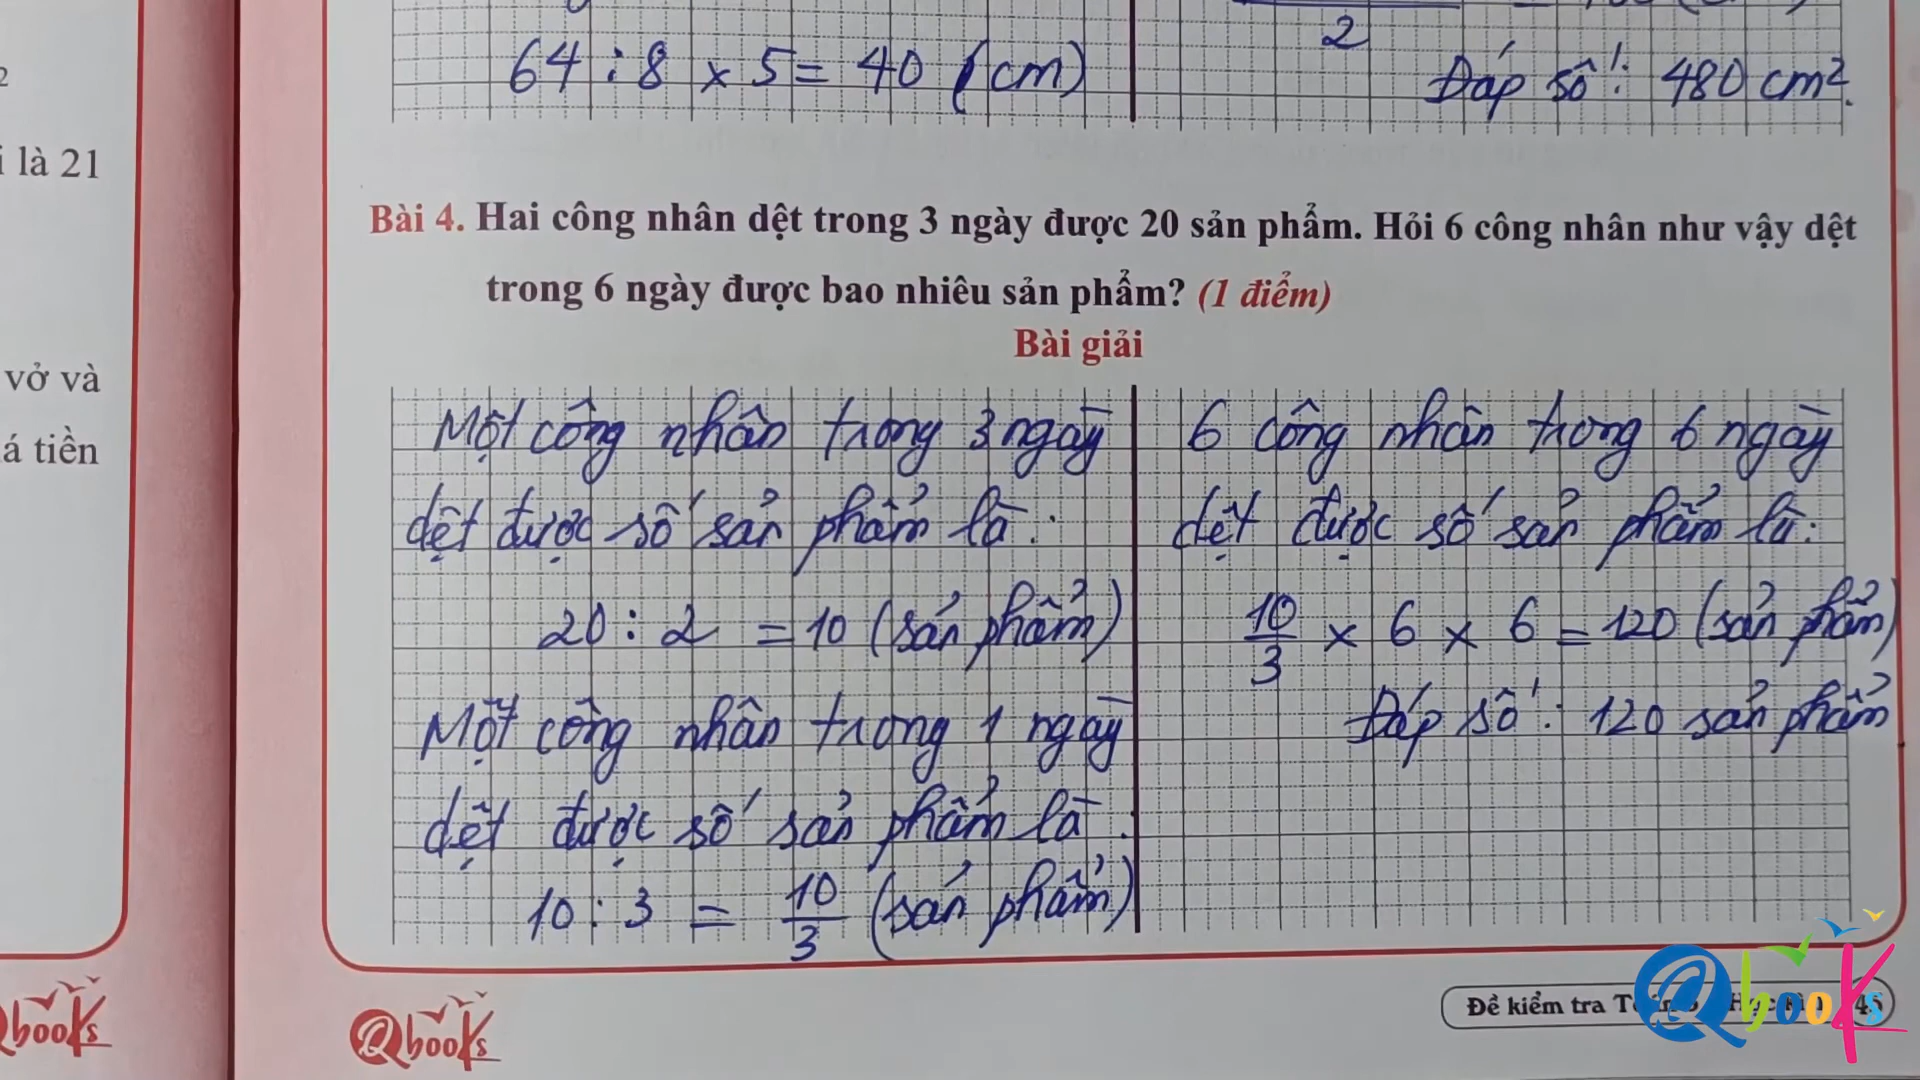 2
64 : 8 × 5 = 40 (cm)
2
Đáp số: 480 cm².
là 21
vở và
á tiền
Bài 4. Hai công nhân dệt trong 3 ngày được 20 sản phẩm. Hỏi 6 công nhân như vậy dệt
trong 6 ngày được bao nhiêu sản phẩm? (1 điểm)
Bài giải
Một công nhân trong 3 ngày
dệt được số sản phẩm là:
20 : 2 = 10 (sản phẩm)
Một công nhân trong 1 ngày
dệt được số sản phẩm là:
10 : 3 = 10/3 (sản phẩm)
6 công nhân trong 6 ngày
dệt được số sản phẩm là:
10/3 × 6 × 6 = 120 (sản phẩm)
Đáp số: 120 sản phẩm
books
Qbooks
Đề kiểm tra
Qbooks